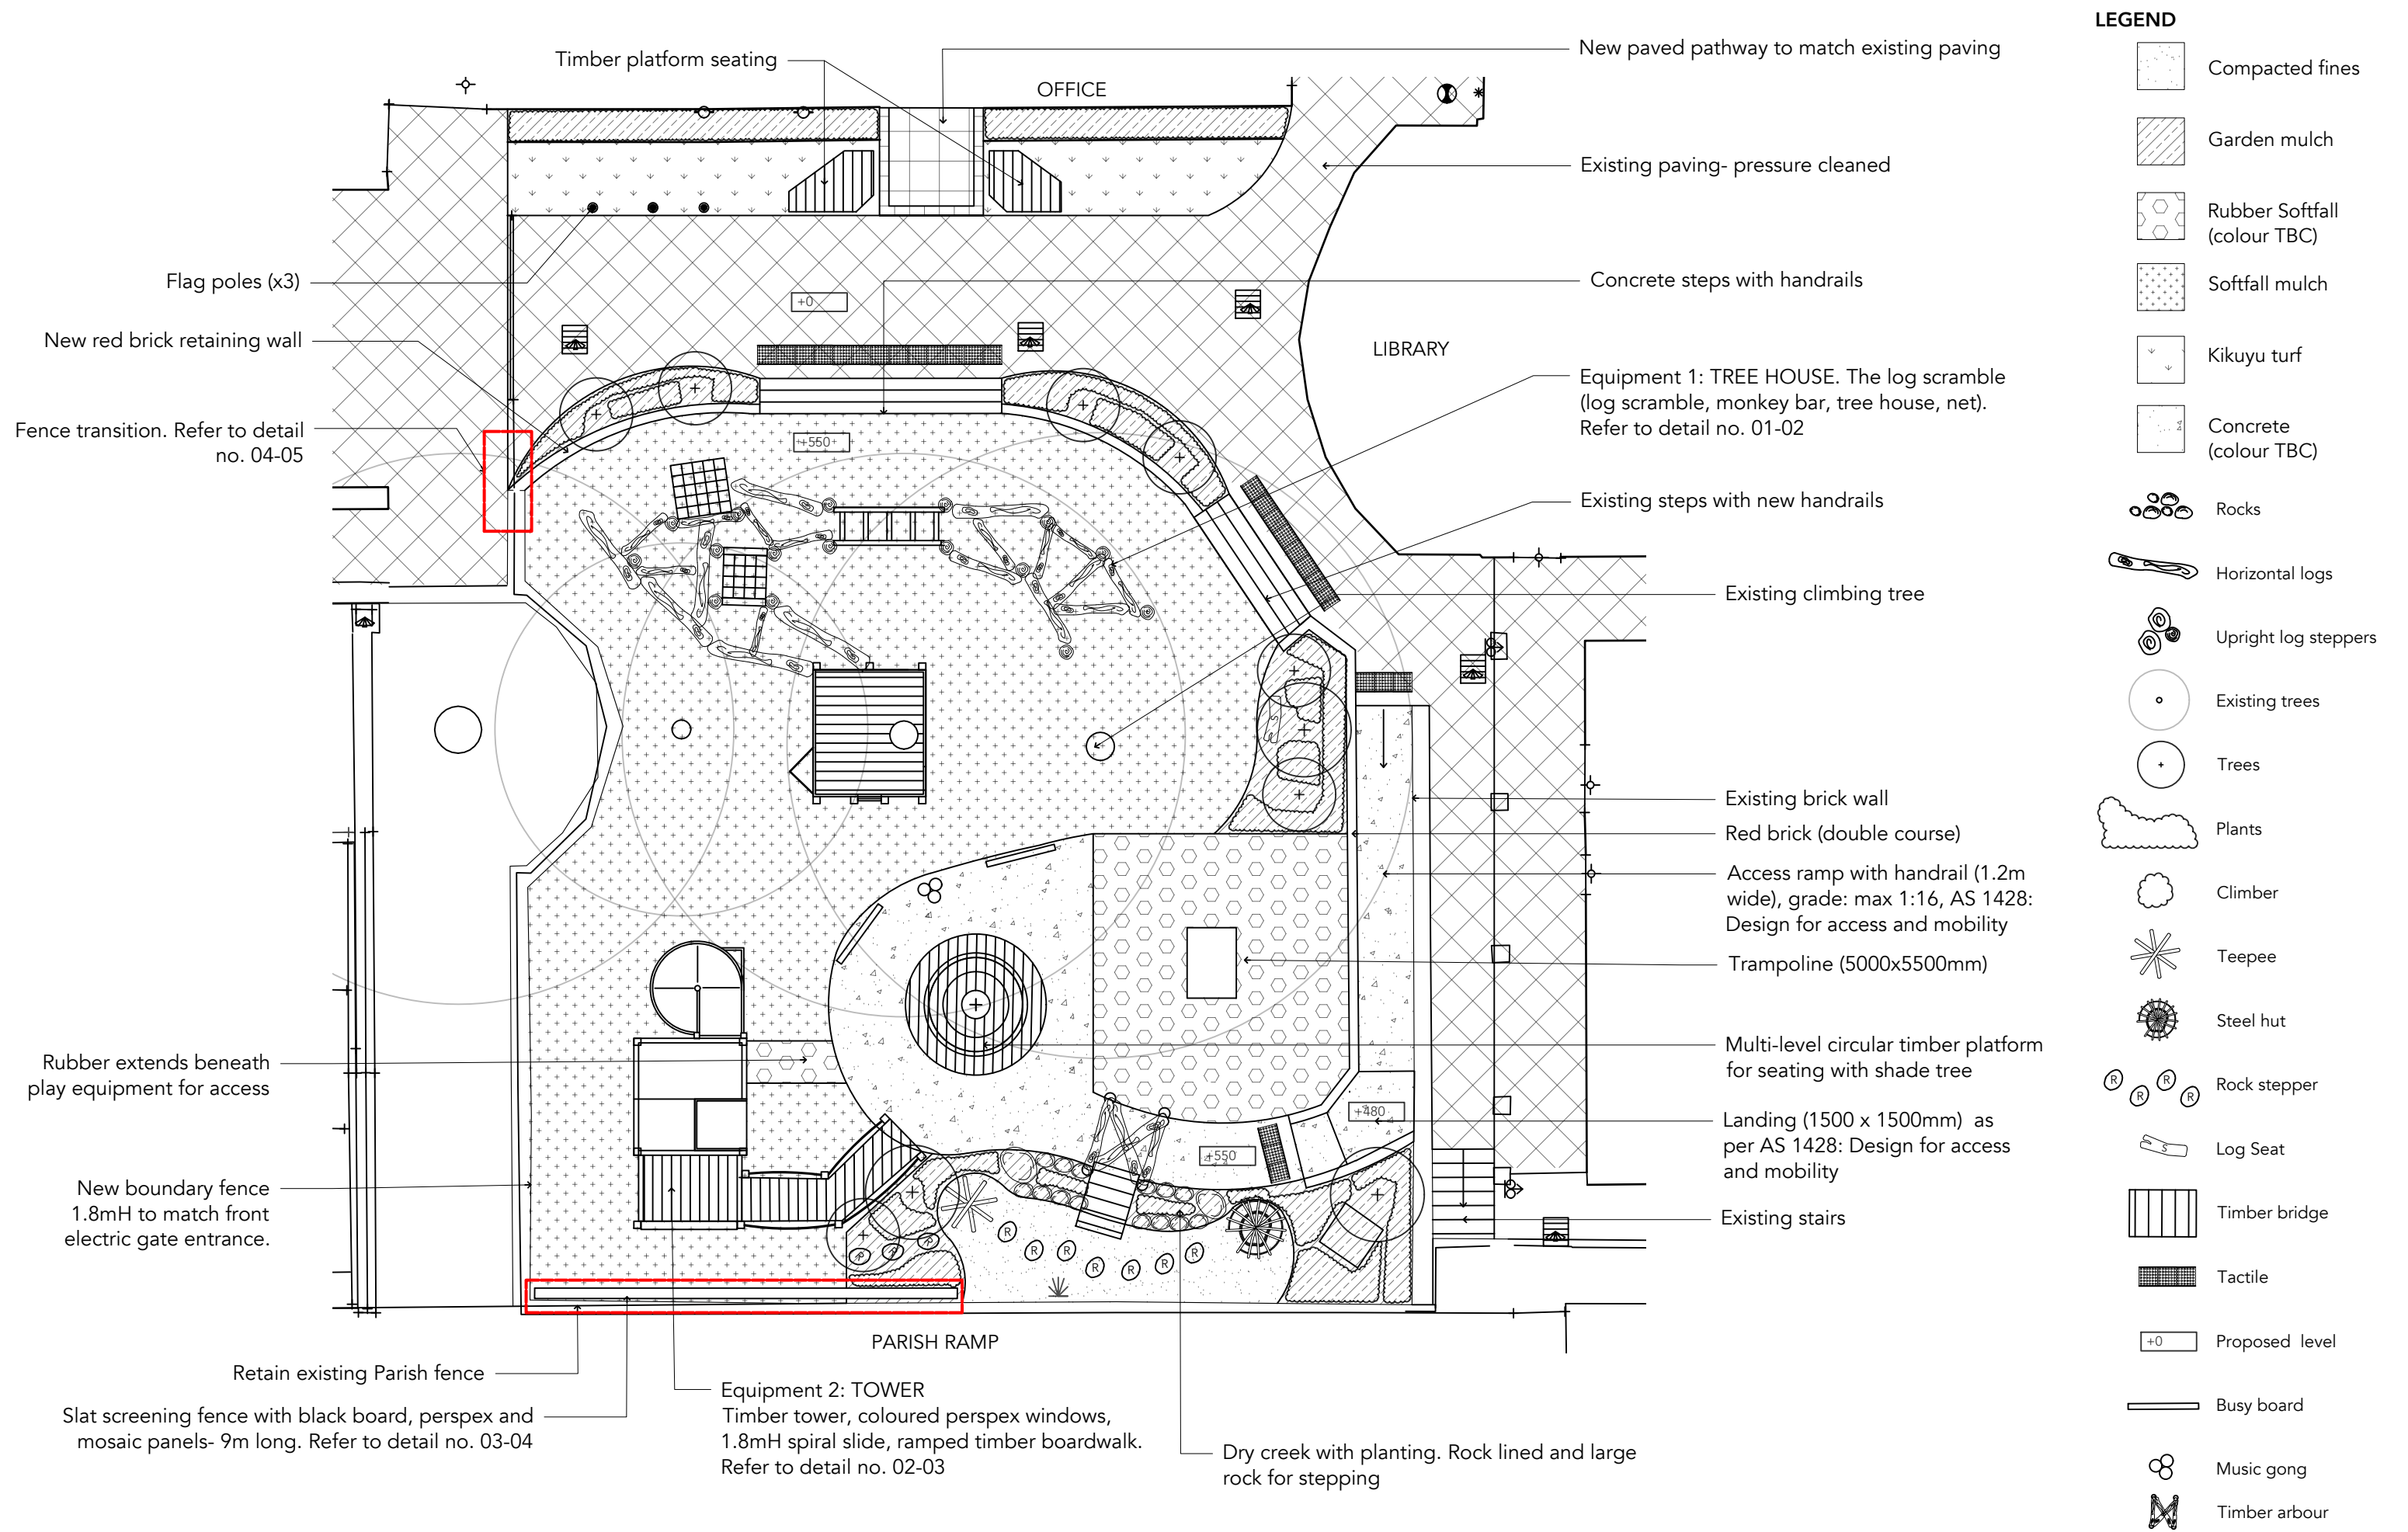 LEGEND
Compacted fines
Garden mulch
Rubber Softfall
(colour TBC)
Softfall mulch
Kikuyu turf
Concrete
(colour TBC)
Rocks
Horizontal logs
Upright log steppers
Existing trees
Trees
Plants
Climber
Teepee
Steel hut
R R R R
Rock stepper
S
Log Seat
Timber bridge
Tactile
+0
Proposed level
Busy board
Music gong
Timber arbour
Timber platform seating
OFFICE
New paved pathway to match existing paving
Existing paving- pressure cleaned
Flag poles (x3)
+0
Concrete steps with handrails
New red brick retaining wall
LIBRARY
Equipment 1: TREE HOUSE. The log scramble
(log scramble, monkey bar, tree house, net).
Refer to detail no. 01-02
Fence transition. Refer to detail
no. 04-05
+550
Existing steps with new handrails
Existing climbing tree
S
Existing brick wall
Red brick (double course)
Access ramp with handrail (1.2m
wide), grade: max 1:16, AS 1428:
Design for access and mobility
Trampoline (5000x5500mm)
Rubber extends beneath
play equipment for access
Multi-level circular timber platform
for seating with shade tree
+480
Landing (1500 x 1500mm) as
per AS 1428: Design for access
and mobility
+550
New boundary fence
1.8mH to match front
electric gate entrance.
Existing stairs
R R R R R R R R R R
PARISH RAMP
Retain existing Parish fence
Slat screening fence with black board, perspex and
mosaic panels- 9m long. Refer to detail no. 03-04
Equipment 2: TOWER
Timber tower, coloured perspex windows,
1.8mH spiral slide, ramped timber boardwalk.
Refer to detail no. 02-03
Dry creek with planting. Rock lined and large
rock for stepping